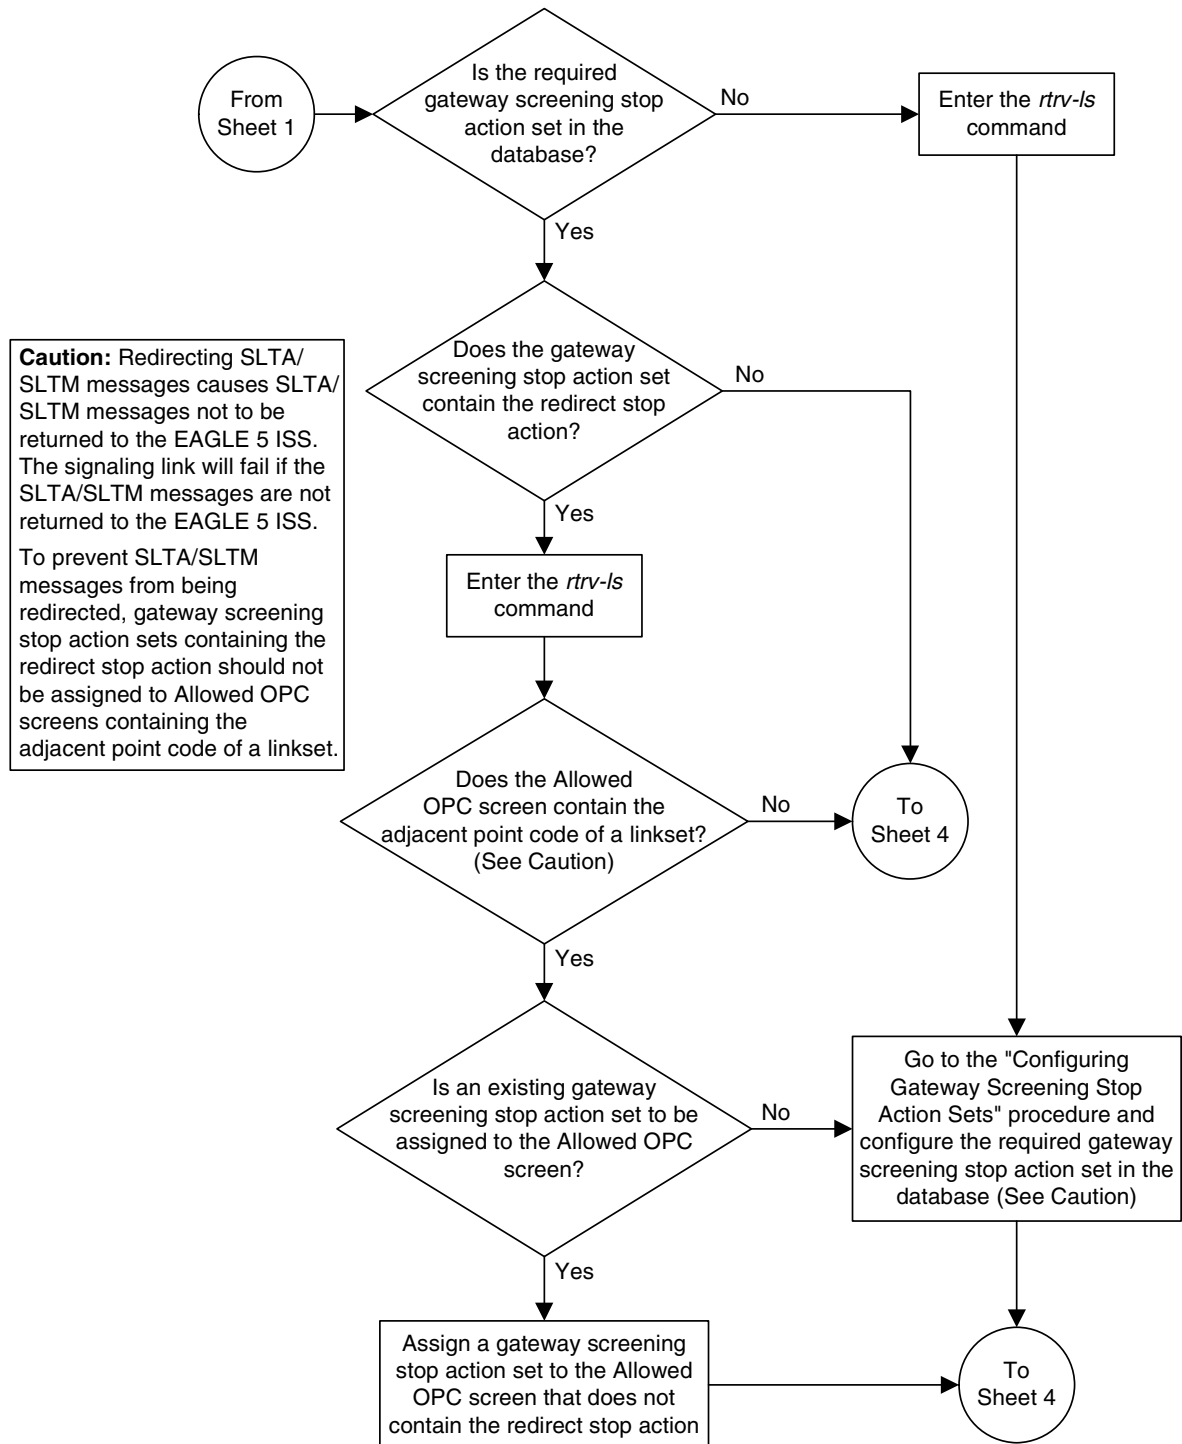 From
Sheet 1
Is the required
gateway screening stop
action set in the
database?
No
Enter the rtrv-ls
command
Yes
Caution: Redirecting SLTA/
SLTM messages causes SLTA/
SLTM messages not to be
returned to the EAGLE 5 ISS.
The signaling link will fail if the
SLTA/SLTM messages are not
returned to the EAGLE 5 ISS.
To prevent SLTA/SLTM
messages from being
redirected, gateway screening
stop action sets containing the
redirect stop action should not
be assigned to Allowed OPC
screens containing the
adjacent point code of a linkset.
Does the gateway
screening stop action set
contain the redirect stop
action?
No
Yes
Enter the rtrv-ls
command
Does the Allowed
OPC screen contain the
adjacent point code of a linkset?
(See Caution)
No
To
Sheet 4
Yes
Is an existing gateway
screening stop action set to be
assigned to the Allowed OPC
screen?
No
Go to the "Configuring
Gateway Screening Stop
Action Sets" procedure and
configure the required gateway
screening stop action set in the
database (See Caution)
Yes
Assign a gateway screening
stop action set to the Allowed
OPC screen that does not
contain the redirect stop action
To
Sheet 4